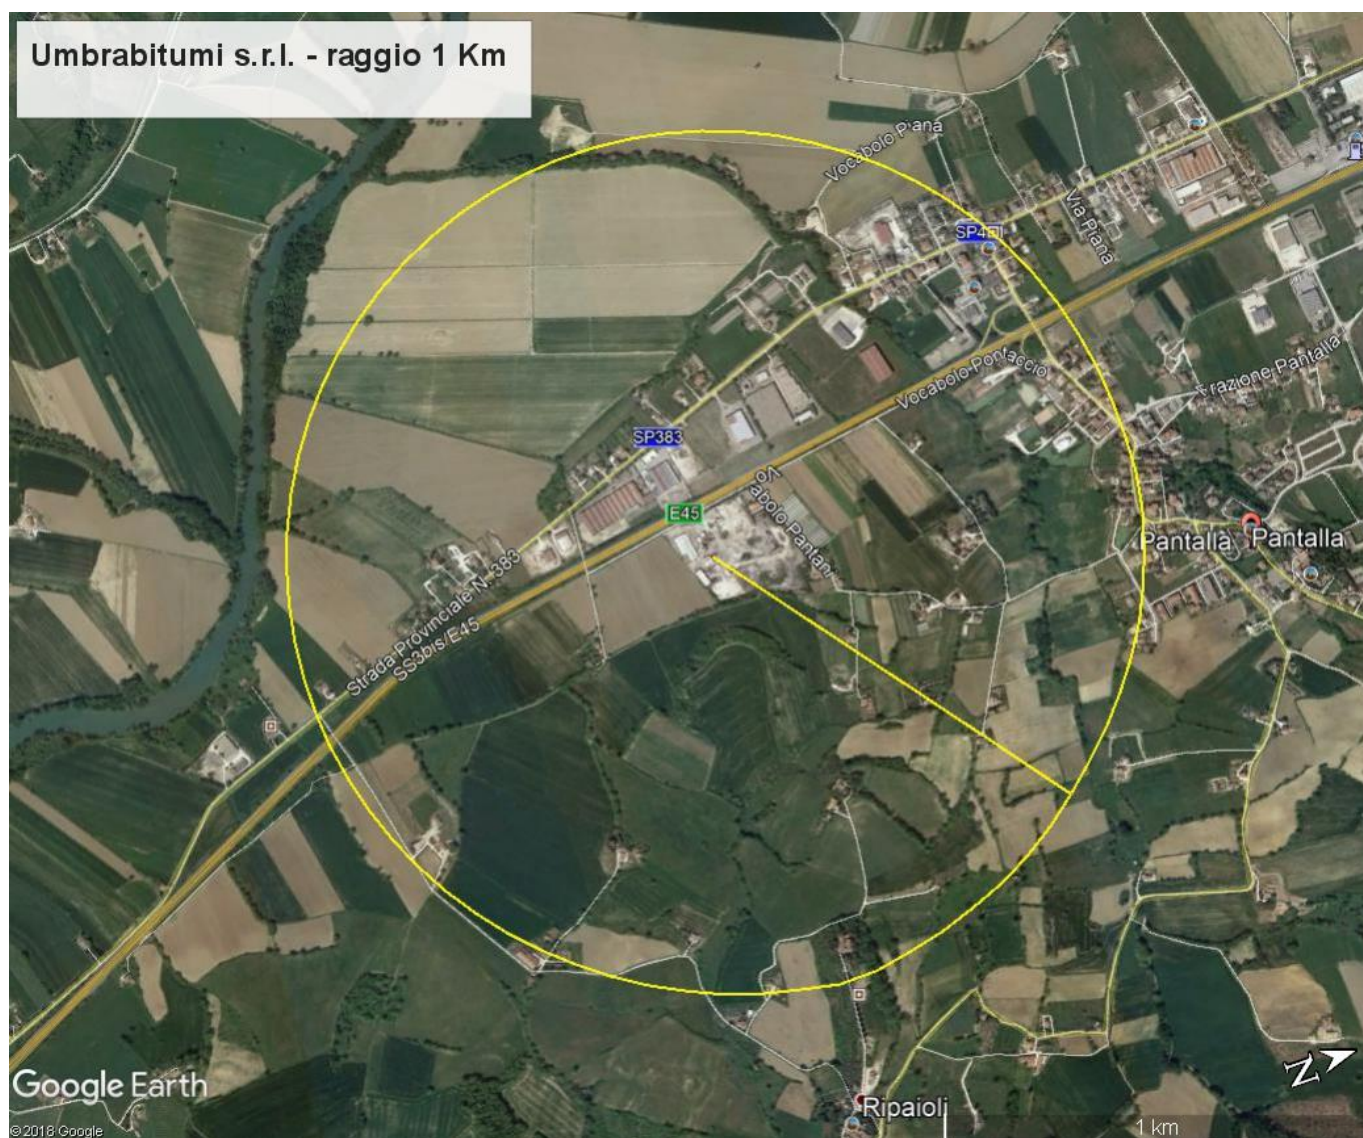 Umbrabitumi s.r.l. - raggio 1 Km
Vocabolo Piana
Via Piana
Vocabolo Pontaccio
Frazione Pantalla
SP383
E45
Vocabolo Pantani
Pantalla
Pantalla
Strada Provinciale N. 383
SS3bis/E45
Google Earth
N
Ripaioli
1 km
©2018 Google